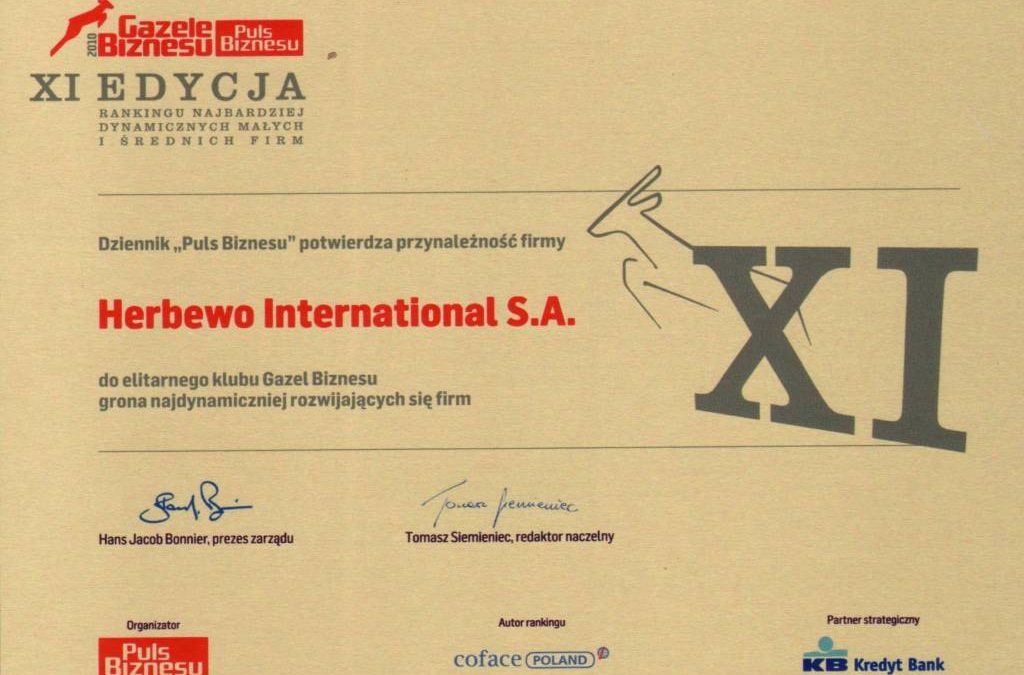 2010
Gazele
Biznesu
Puls
Biznesu
XI EDYCJA
RANKINGU NAJBARDZIEJ
DYNAMICZNYCH MAŁYCH
I ŚREDNICH FIRM
Dziennik „Puls Biznesu” potwierdza przynależność firmy
Herbewo International S.A.
do elitarnego klubu Gazel Biznesu
grona najdynamiczniej rozwijających się firm
XI
Tomasz Siemieniec
Hans Jacob Bonnier, prezes zarządu
Tomasz Siemieniec, redaktor naczelny
Organizator
Puls
Biznesu
Autor rankingu
coface POLAND
Partner strategiczny
KB Kredyt Bank